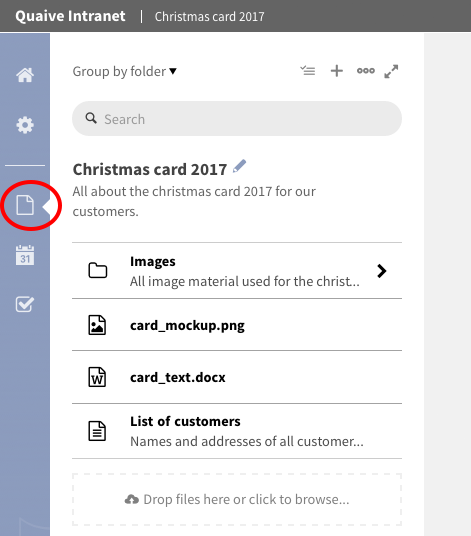 Quaive Intranet | Christmas card 2017
Group by folder
Search
Christmas card 2017
All about the christmas card 2017 for our
customers.
Images
All image material used for the christ...
card_mockup.png
card_text.docx
List of customers
Names and addresses of all customer...
Drop files here or click to browse...
31
W